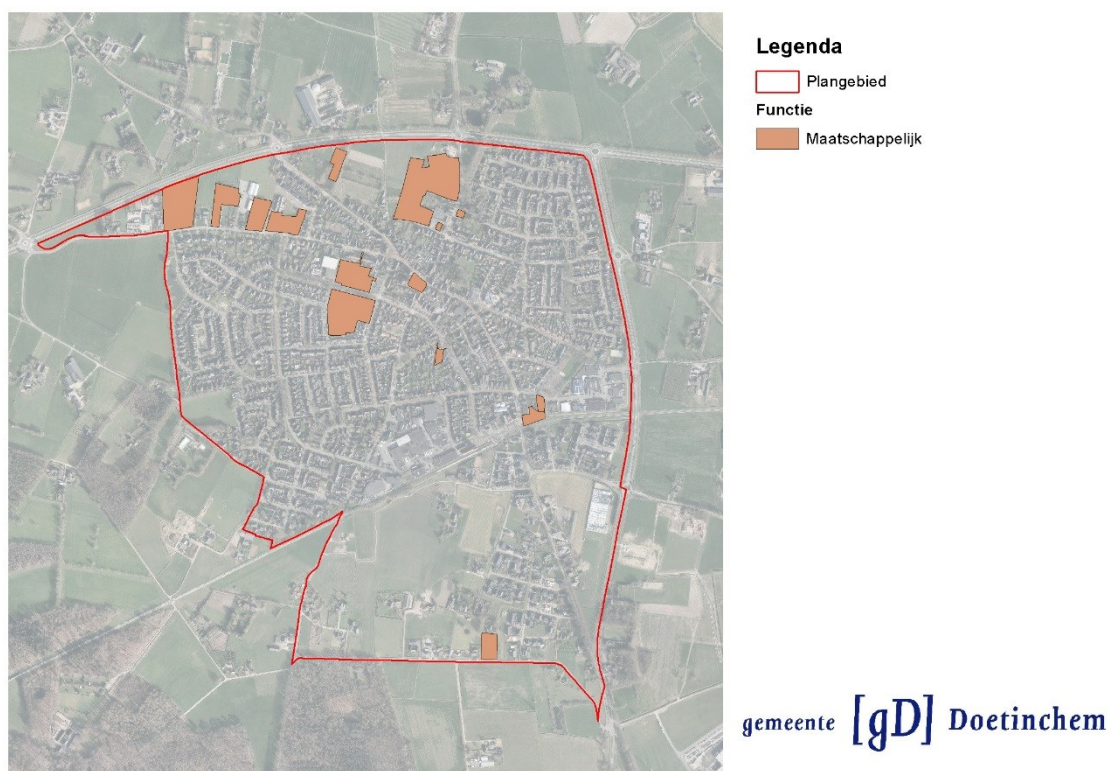 Legenda
Plangebied
Functie
Maatschappelijk
gemeente [gD] Doetinchem